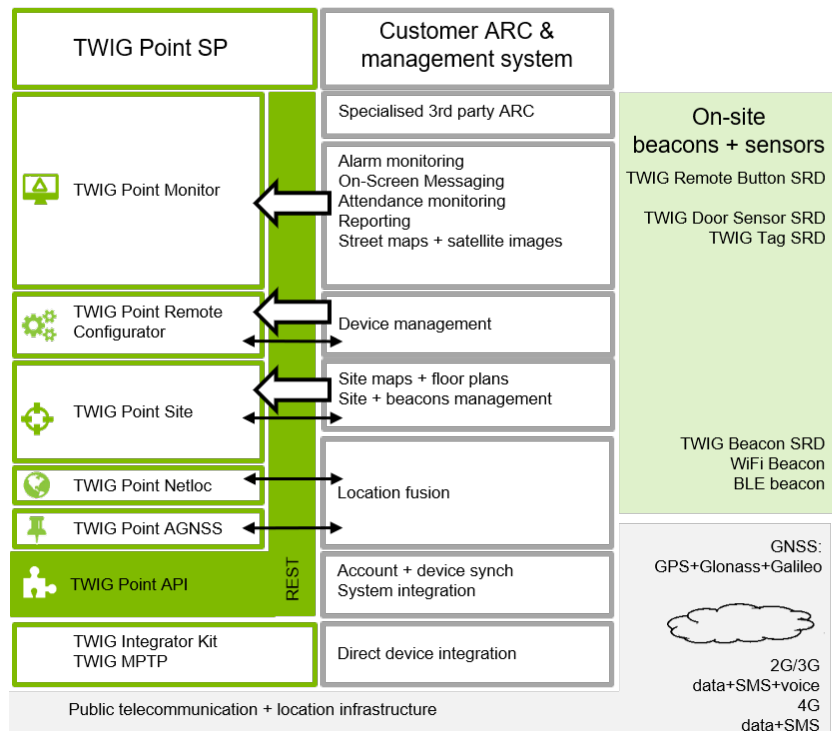 TWIG Point SP
Customer ARC &
management system
TWIG Point Monitor
Specialised 3rd party ARC
Alarm monitoring
On-Screen Messaging
Attendance monitoring
Reporting
Street maps + satellite images
TWIG Point Remote
Configurator
Device management
TWIG Point Site
Site maps + floor plans
Site + beacons management
TWIG Point Netloc
Location fusion
TWIG Point AGNSS
TWIG Point API
REST
Account + device synch
System integration
TWIG Integrator Kit
TWIG MPTP
Direct device integration
Public telecommunication + location infrastructure
On-site
beacons + sensors
TWIG Remote Button SRD
TWIG Door Sensor SRD
TWIG Tag SRD
TWIG Beacon SRD
WiFi Beacon
BLE beacon
GNSS:
GPS+Glonass+Galileo
2G/3G
data+SMS+voice
4G
data+SMS